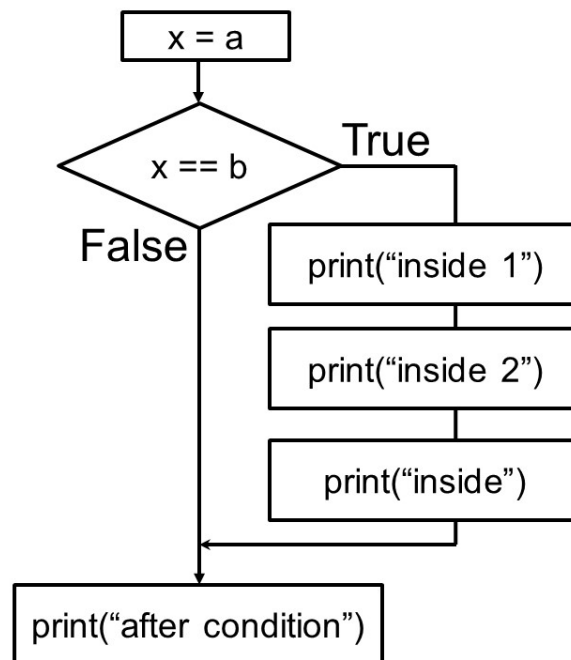 x = a
x == b
True
False
print(“inside 1”)
print(“inside 2”)
print(“inside”)
print(“after condition”)